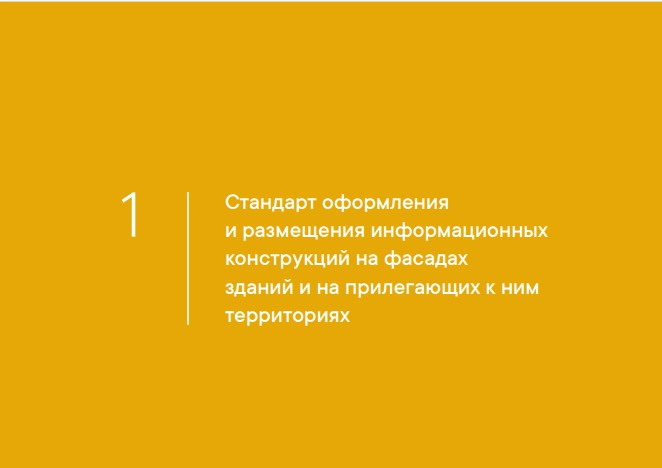 1
Стандарт оформления
и размещения информационных
конструкций на фасадах
зданий и на прилегающих к ним
территориях